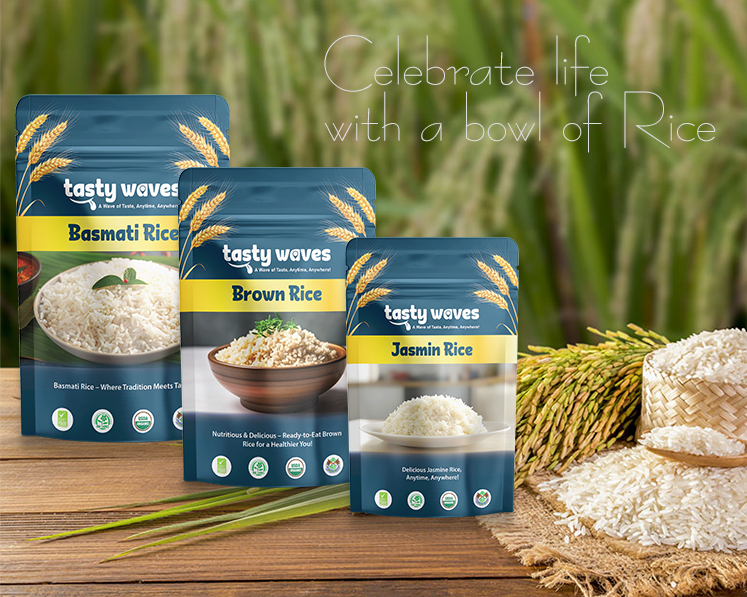 Celebrate life
with a bowl of Rice
tasty waves
A Wave of Taste, Anytime, Anywhere!
Basmati Rice
Basmati Rice – Where Tradition Meets Ta
tasty waves
A Wave of Taste, Anytime, Anywhere!
Brown Rice
Nutritious & Delicious – Ready-to-Eat Brown
Rice for a Healthier You!
USDA
ORGANIC
tasty waves
A Wave of Taste, Anytime, Anywhere!
Jasmin Rice
Delicious Jasmine Rice,
Anytime, Anywhere!